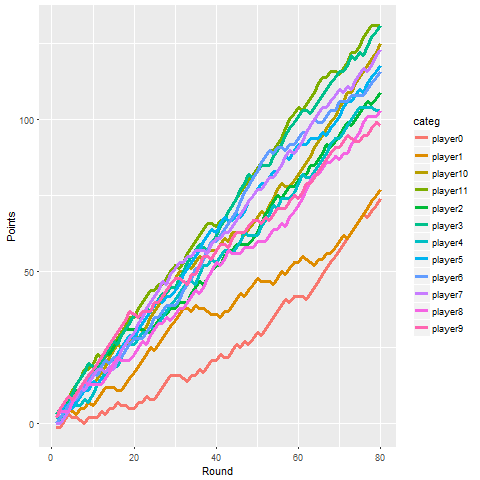 100
50
0
Points
0
20
40
60
80
Round
categ
player0
player1
player10
player11
player2
player3
player4
player5
player6
player7
player8
player9